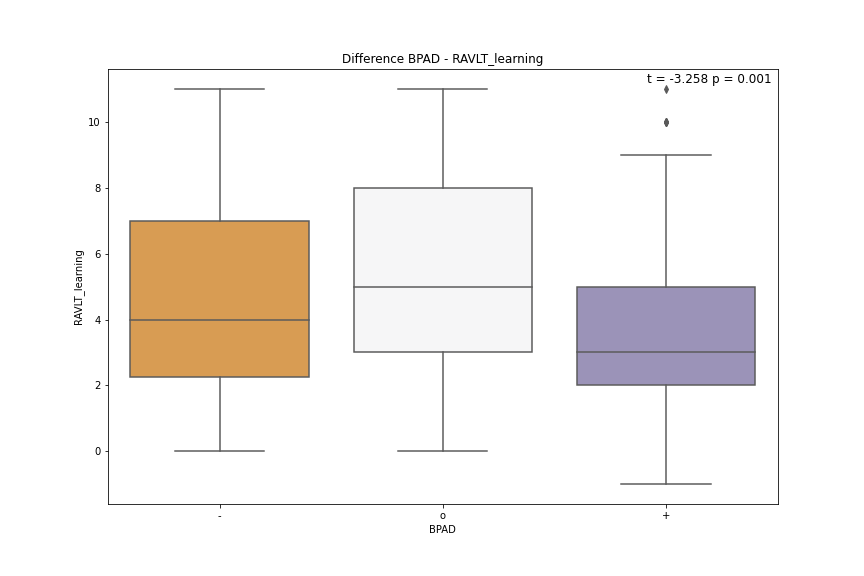 Difference BPAD - RAVLT_learning
t = -3.258 p = 0.001
10
8
6
4
2
0
RAVLT_learning
- o +
BPAD